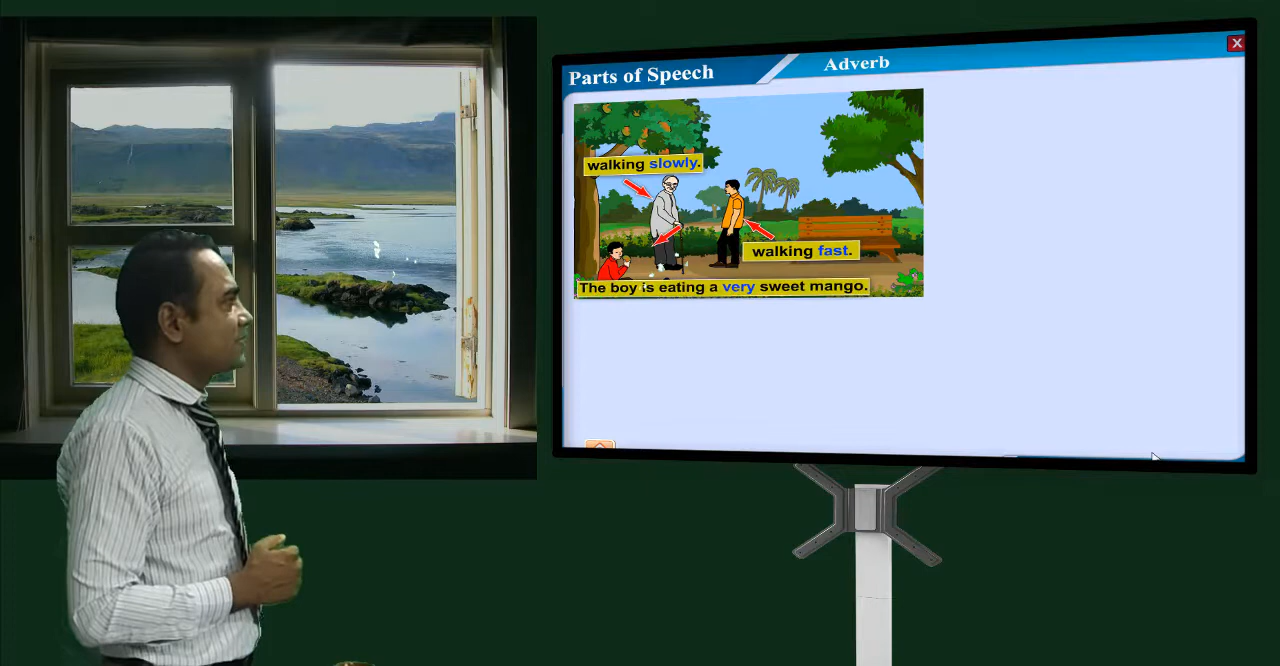 Parts of Speech
Adverb
X
walking slowly.
walking fast.
The boy is eating a very sweet mango.